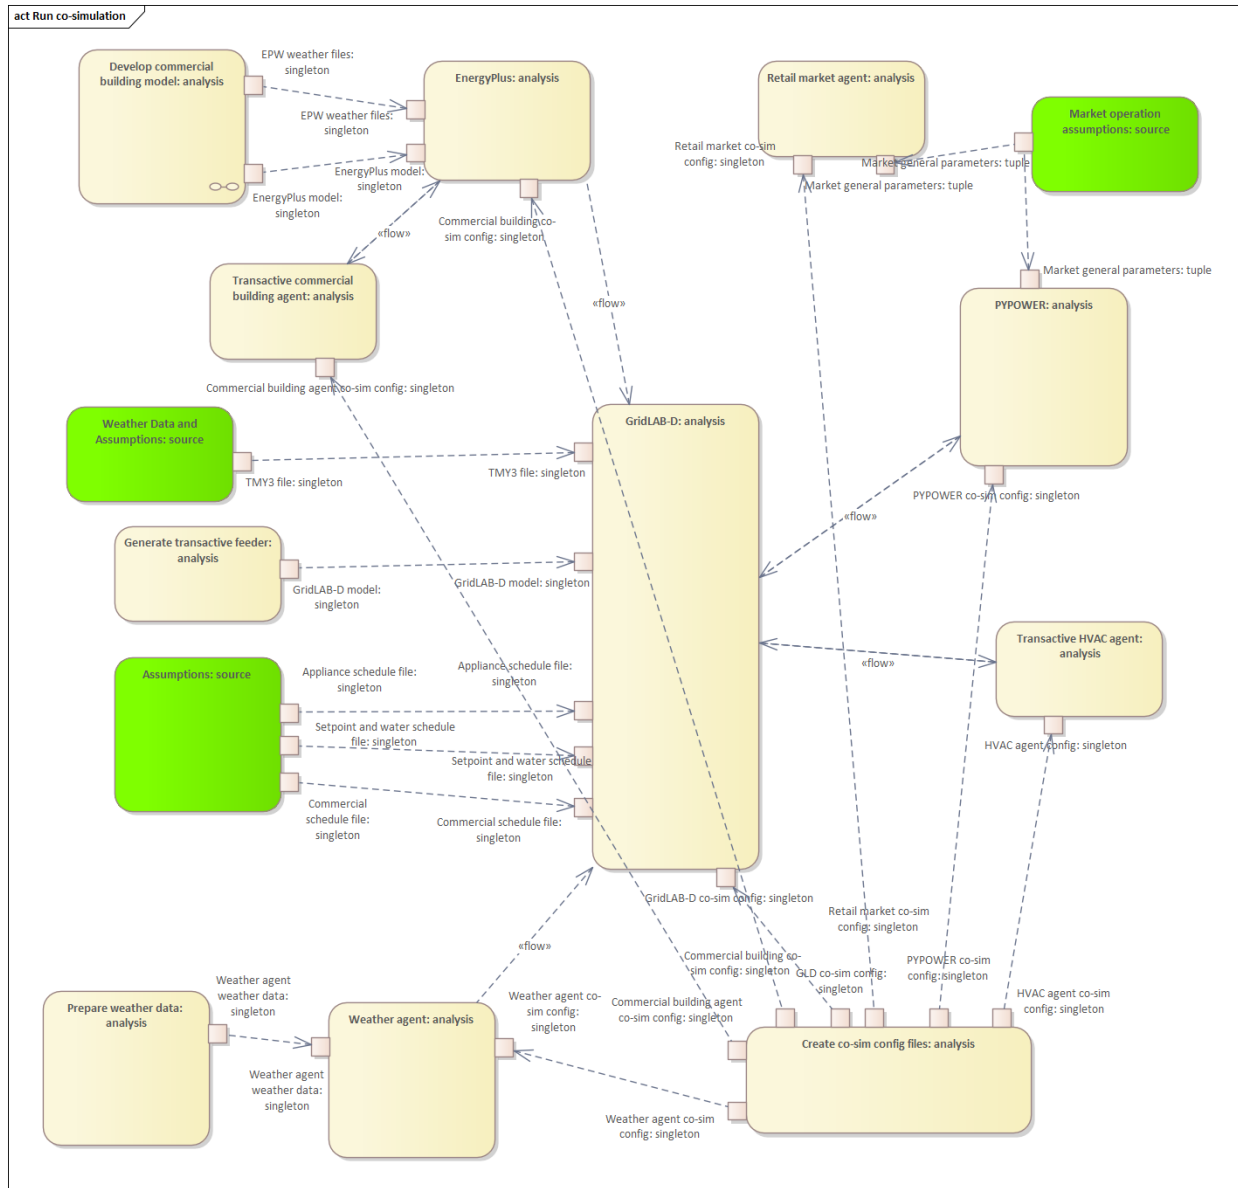 act Run co-simulation
Develop commercial
building model: analysis
EPW weather files:
singleton
EPW weather files:
singleton
EnergyPlus model:
singleton
EnergyPlus model:
singleton
EnergyPlus: analysis
Commercial building co-
sim config: singleton
«flow»
«flow»
Retail market agent: analysis
Retail market co-sim
config: singleton
Market general parameters: tuple
Market general parameters: tuple
Market operation
assumptions: source
Market general parameters: tuple
PYPOWER: analysis
PYPOWER co-sim config: singleton
Transactive commercial
building agent: analysis
Commercial building agent co-sim config: singleton
Weather Data and
Assumptions: source
TMY3 file: singleton
TMY3 file: singleton
GridLAB-D: analysis
«flow»
Generate transactive feeder:
analysis
GridLAB-D model:
singleton
GridLAB-D model: singleton
Transactive HVAC agent:
analysis
«flow»
HVAC agent config: singleton
Assumptions: source
Appliance schedule file:
singleton
Appliance schedule file:
singleton
Setpoint and water schedule
file: singleton
Setpoint and water schedule
file: singleton
Commercial
schedule file:
singleton
Commercial schedule file:
singleton
GridLAB-D co-sim config: singleton
«flow»
Retail market co-sim
config: singleton
Commercial building co-
sim config: singleton
GLD co-sim config:
singleton
PYPOWER co-sim
config:singleton
HVAC agent co-sim
config: singleton
Commercial building agent
co-sim config: singleton
Weather agent co-
sim config:
singleton
Weather agent
weather data:
singleton
Prepare weather data:
analysis
Weather agent: analysis
Weather agent
weather data:
singleton
Create co-sim config files: analysis
Weather agent co-sim
config: singleton